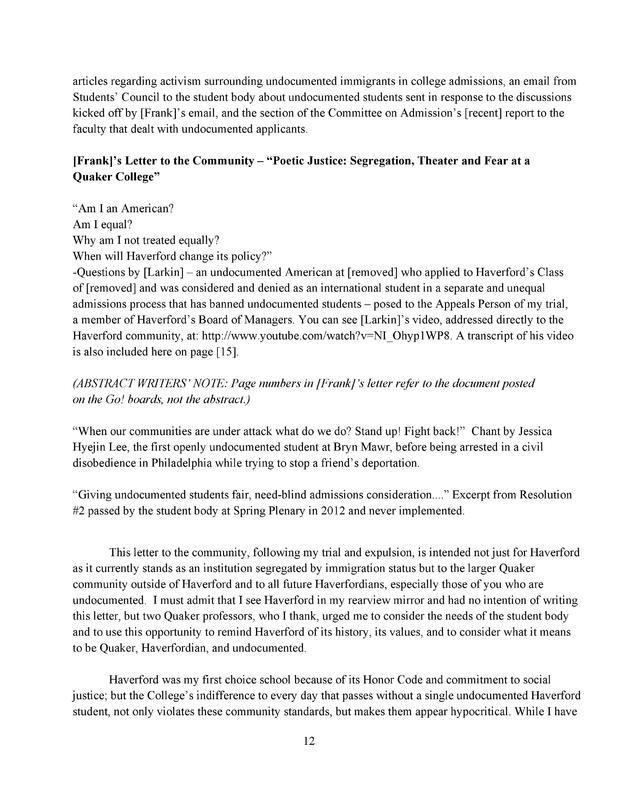 articles regarding activism surrounding undocumented immigrants in college admissions, an email from
Students’ Council to the student body about undocumented students sent in response to the discussions
kicked off by [Frank]’s email, and the section of the Committee on Admission’s [recent] report to the
faculty that dealt with undocumented applicants.
[Frank]’s Letter to the Community – “Poetic Justice: Segregation, Theater and Fear at a
Quaker College”
“Am I an American?
Am I equal?
Why am I not treated equally?
When will Haverford change its policy?”
-Questions by [Larkin] – an undocumented American at [removed] who applied to Haverford’s Class
of [removed] and was considered and denied as an international student in a separate and unequal
admissions process that has banned undocumented students – posed to the Appeals Person of my trial,
a member of Haverford’s Board of Managers. You can see [Larkin]’s video, addressed directly to the
Haverford community, at: http://www.youtube.com/watch?v=NI_Ohyp1WP8. A transcript of his video
is also included here on page [15].
(ABSTRACT WRITERS’ NOTE: Page numbers in [Frank]’s letter refer to the document posted
on the Go! boards, not the abstract.)
“When our communities are under attack what do we do? Stand up! Fight back!” Chant by Jessica
Hyejin Lee, the first openly undocumented student at Bryn Mawr, before being arrested in a civil
disobedience in Philadelphia while trying to stop a friend’s deportation.
“Giving undocumented students fair, need-blind admissions consideration....” Excerpt from Resolution
#2 passed by the student body at Spring Plenary in 2012 and never implemented.
This letter to the community, following my trial and expulsion, is intended not just for Haverford
as it currently stands as an institution segregated by immigration status but to the larger Quaker
community outside of Haverford and to all future Haverfordians, especially those of you who are
undocumented. I must admit that I see Haverford in my rearview mirror and had no intention of writing
this letter, but two Quaker professors, who I thank, urged me to consider the needs of the student body
and to use this opportunity to remind Haverford of its history, its values, and to consider what it means
to be Quaker, Haverfordian, and undocumented.
Haverford was my first choice school because of its Honor Code and commitment to social
justice; but the College’s indifference to every day that passes without a single undocumented Haverford
student, not only violates these community standards, but makes them appear hypocritical. While I have
12